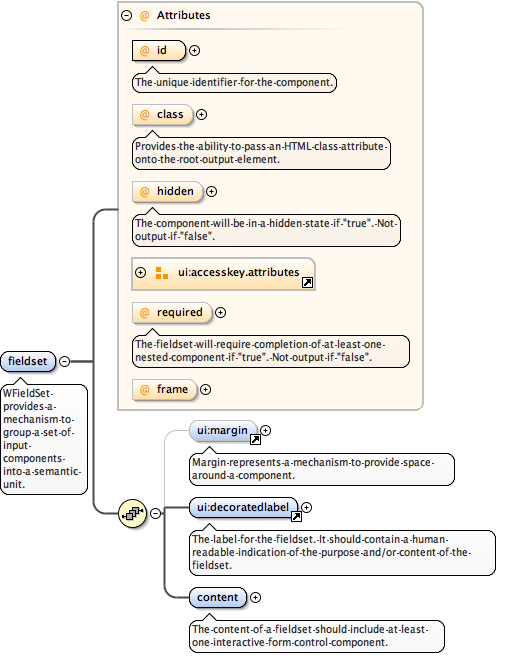 @ Attributes
@ id
The unique identifier for the component.
@ class
Provides the ability to pass an HTML class attribute
onto the root output element.
@ hidden
The component will be in a hidden state if "true". Not
output if "false".
ui:accesskey.attributes
@ required
The fieldset will require completion of at least one
nested component if "true". Not output if "false".
@ frame
fieldset
WFieldSet
provides a
mechanism to
group a set of
input
components
into a semantic
unit.
ui:margin
Margin represents a mechanism to provide space
around a component.
ui:decoratedlabel
The label for the fieldset. It should contain a human
readable indication of the purpose and/or content of the
fieldset.
content
The content of a fieldset should include at least
one interactive form control component.